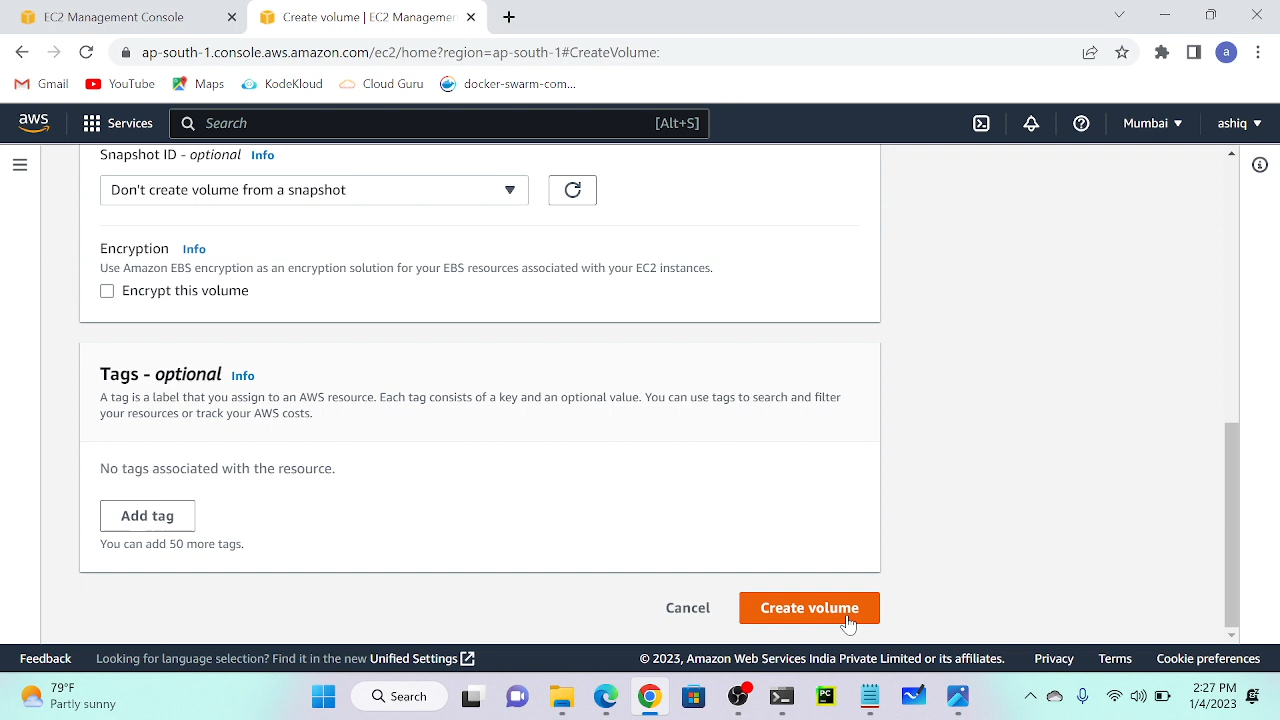 EC2 Management Console
Create volume | EC2 Managemen
ap-south-1.console.aws.amazon.com/ec2/home?region=ap-south-1#CreateVolume:
a
Gmail
YouTube
Maps
KodeKloud
Cloud Guru
docker-swarm-com...
aws
Services
Search
[Alt+S]
Mumbai
ashiq
Snapshot ID - optional Info
Don't create volume from a snapshot
Encryption Info
Use Amazon EBS encryption as an encryption solution for your EBS resources associated with your EC2 instances.
Encrypt this volume
Tags - optional Info
A tag is a label that you assign to an AWS resource. Each tag consists of a key and an optional value. You can use tags to search and filter
your resources or track your AWS costs.
No tags associated with the resource.
Add tag
You can add 50 more tags.
Cancel
Create volume
Feedback
Looking for language selection? Find it in the new Unified Settings
© 2023, Amazon Web Services India Private Limited or its affiliates.
Privacy
Terms
Cookie preferences
79°F
Partly sunny
Search
PC
2:27 PM
1/4/2023